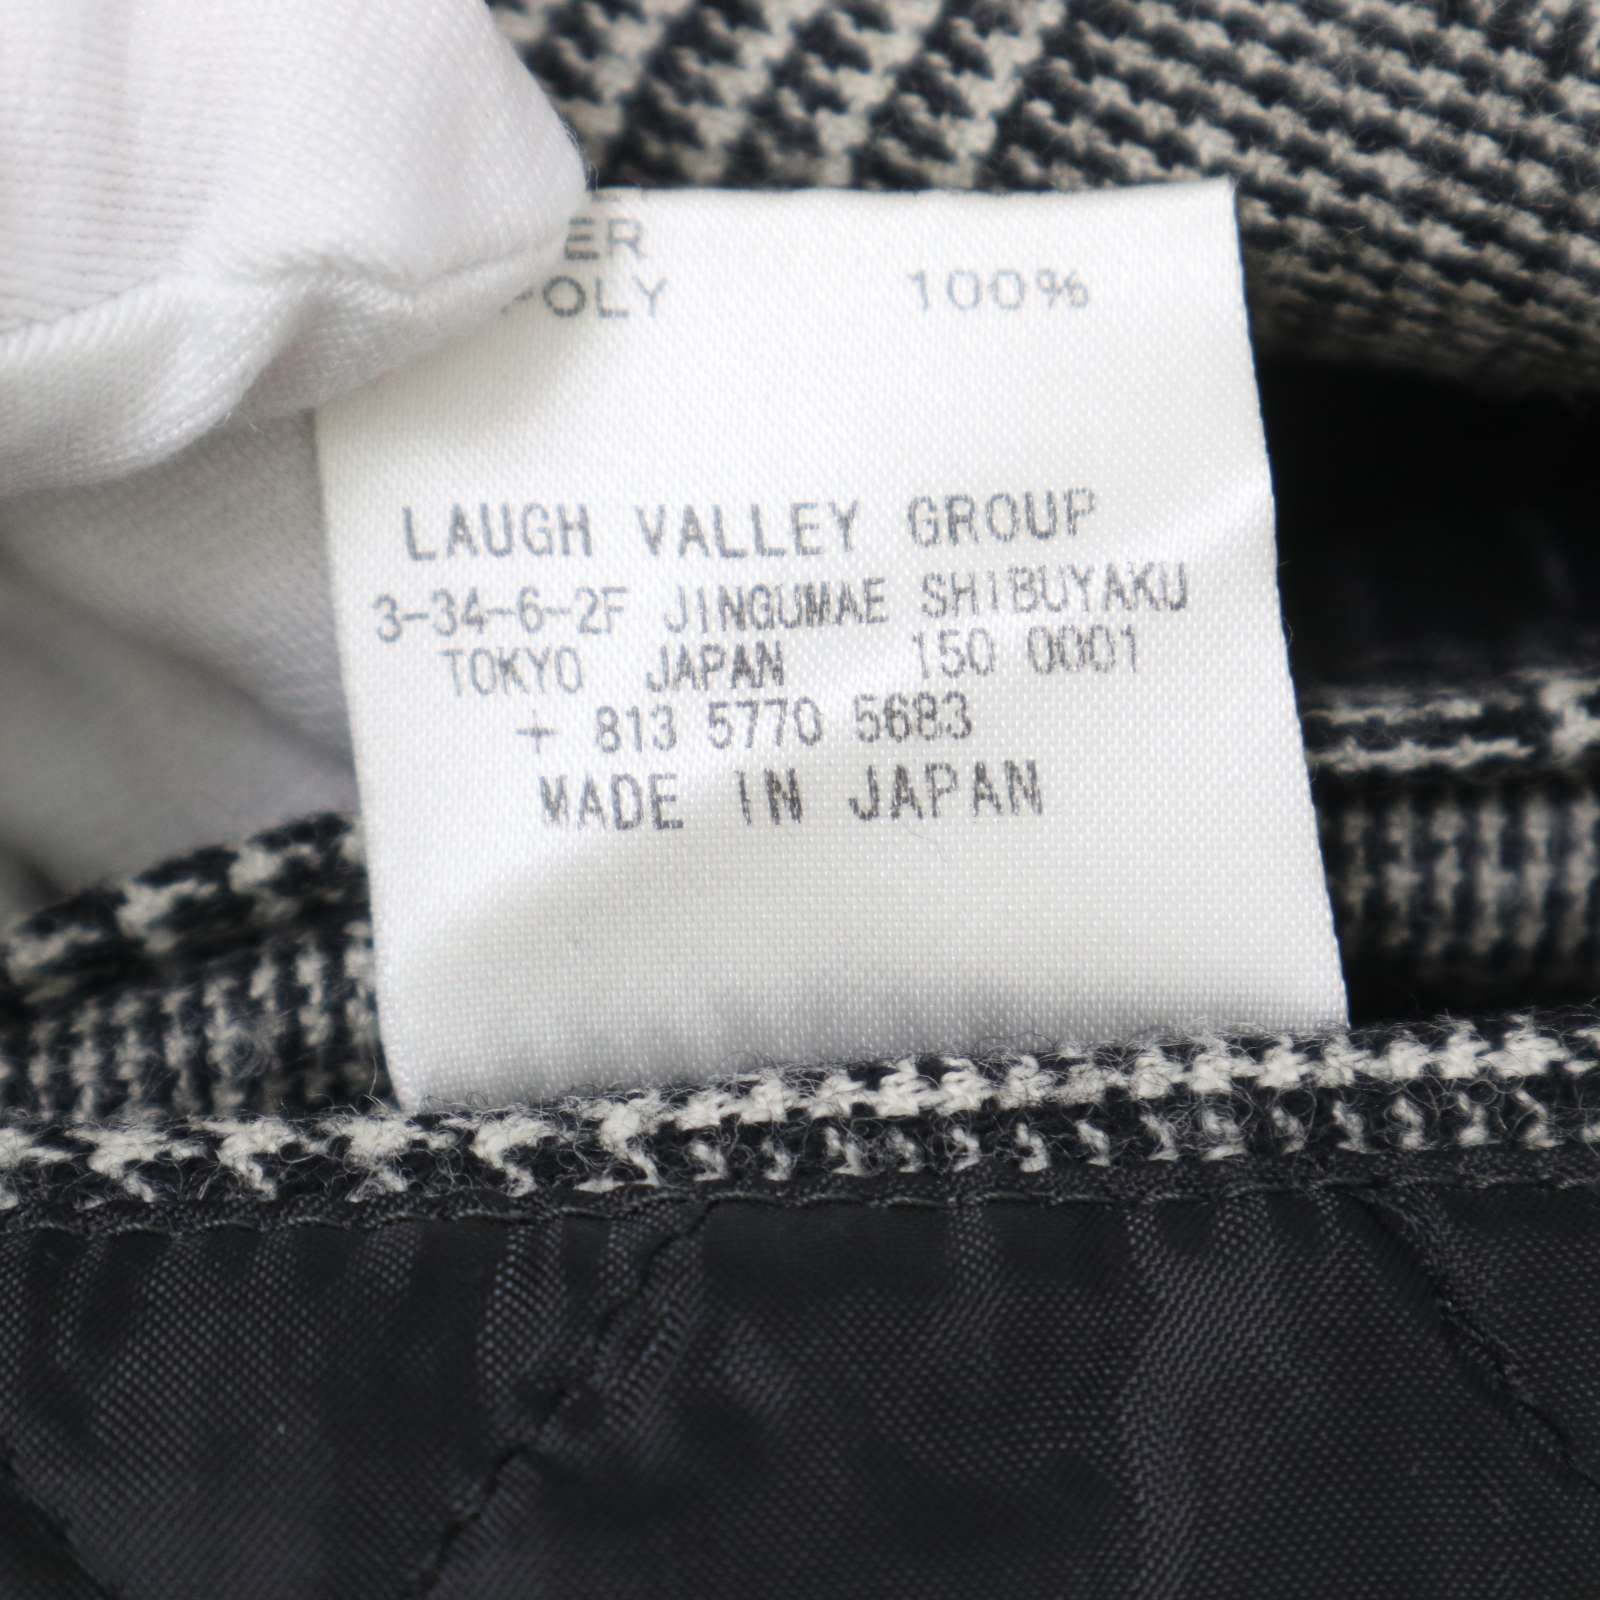 POLY 100%
LAUGH VALLEY GROUP
3-34-6-2F JINGUMAE SHIBUYAKU
TOKYO JAPAN 150 0001
+ 813 5770 5683
MADE IN JAPAN